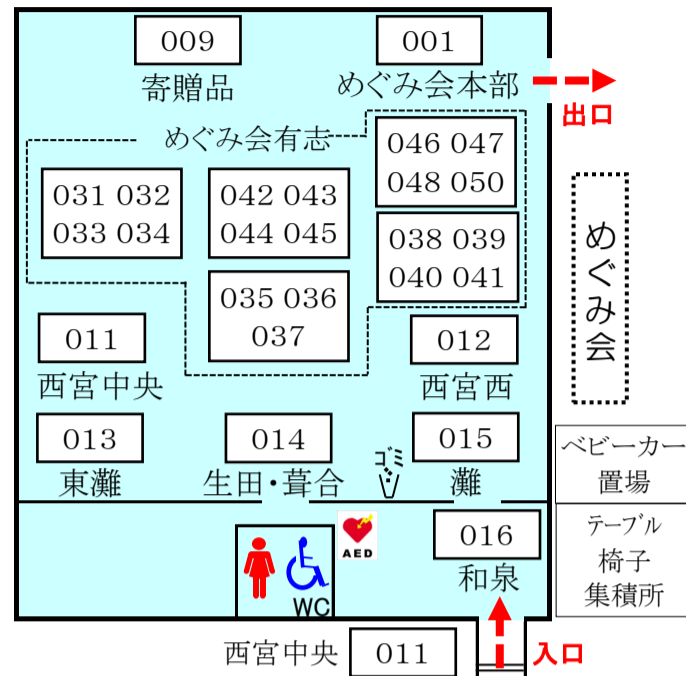 009
寄贈品
001
めぐみ会本部
出口
めぐみ会有志
046 047
048 050
031 032
033 034
042 043
044 045
038 039
040 041
035 036
037
めぐみ会
011
西宮中央
012
西宮西
013
東灘
014
生田・葺合
ゴミ
015
灘
ベビーカー
置場
テーブル
椅子
集積所
AED
WC
016
和泉
西宮中央
011
入口